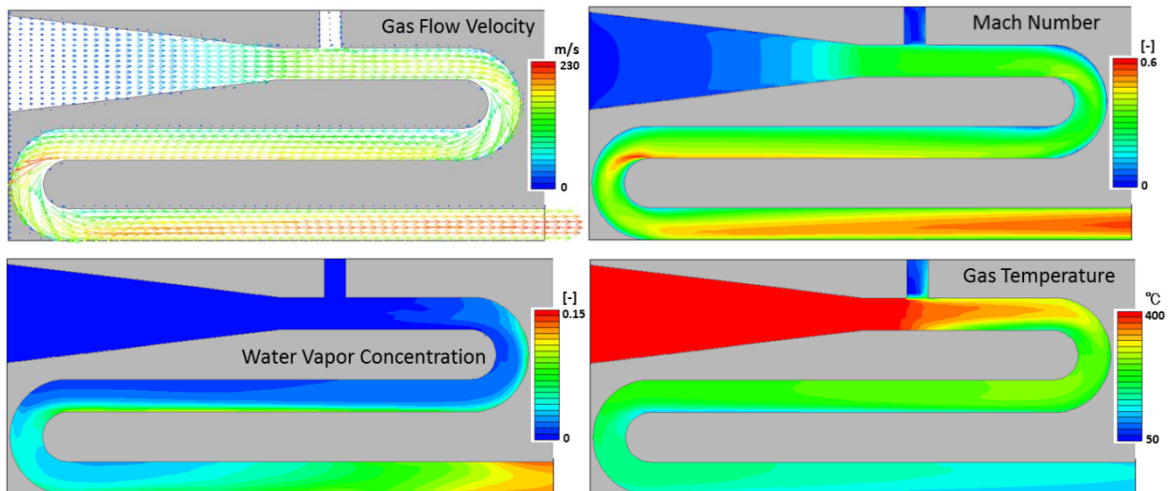 Gas Flow Velocity
m/s
230
0
Mach Number
[-]
0.6
0
Water Vapor Concentration
[-]
0.15
0
Gas Temperature
℃
400
50